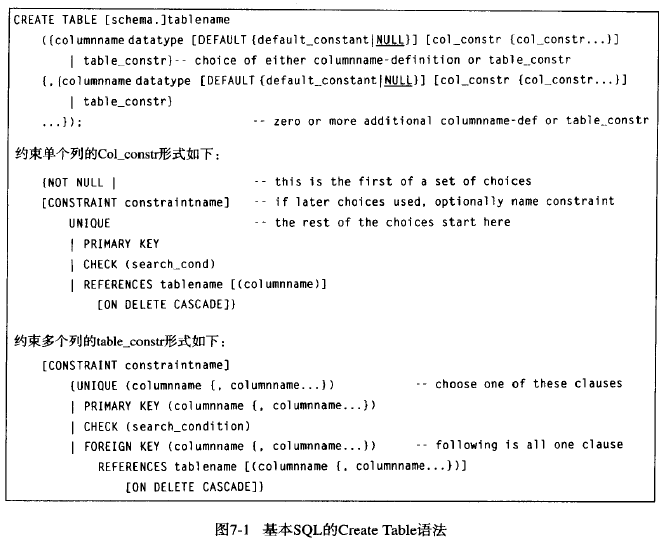 CREATE TABLE [schema.]tablename
({columnname datatype [DEFAULT {default_constant|NULL}] [col_constr {col_constr...}]
| table_constr}-- choice of either columnname-definition or table_constr
{,{columnname datatype [DEFAULT {default_constant|NULL}] [col_constr {col_constr...}]
| table_constr}
...}); -- zero or more additional columnname-def or table_constr
约束单个列的Col_constr形式如下：
{NOT NULL | -- this is the first of a set of choices
[CONSTRAINT constraintname] -- if later choices used, optionally name constraint
UNIQUE -- the rest of the choices start here
| PRIMARY KEY
| CHECK (search_cond)
| REFERENCES tablename [(columnname)]
[ON DELETE CASCADE]}
约束多个列的table_constr形式如下：
[CONSTRAINT constraintname]
{UNIQUE (columnname {, columnname...}) -- choose one of these clauses
| PRIMARY KEY (columnname {, columnname...})
| CHECK (search_condition)
| FOREIGN KEY (columnname {, columnname...}) -- following is all one clause
REFERENCES tablename [(columnname {, columnname...})]
[ON DELETE CASCADE]}
图7-1 基本SQL的Create Table语法